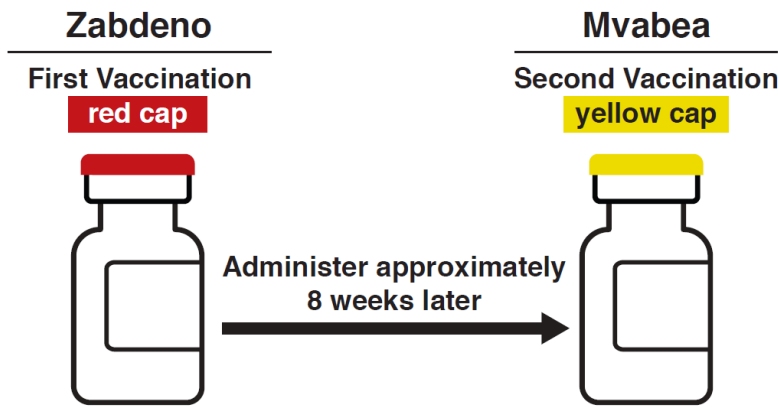 Zabdeno
First Vaccination
red cap
Mvabea
Second Vaccination
yellow cap
Administer approximately
8 weeks later